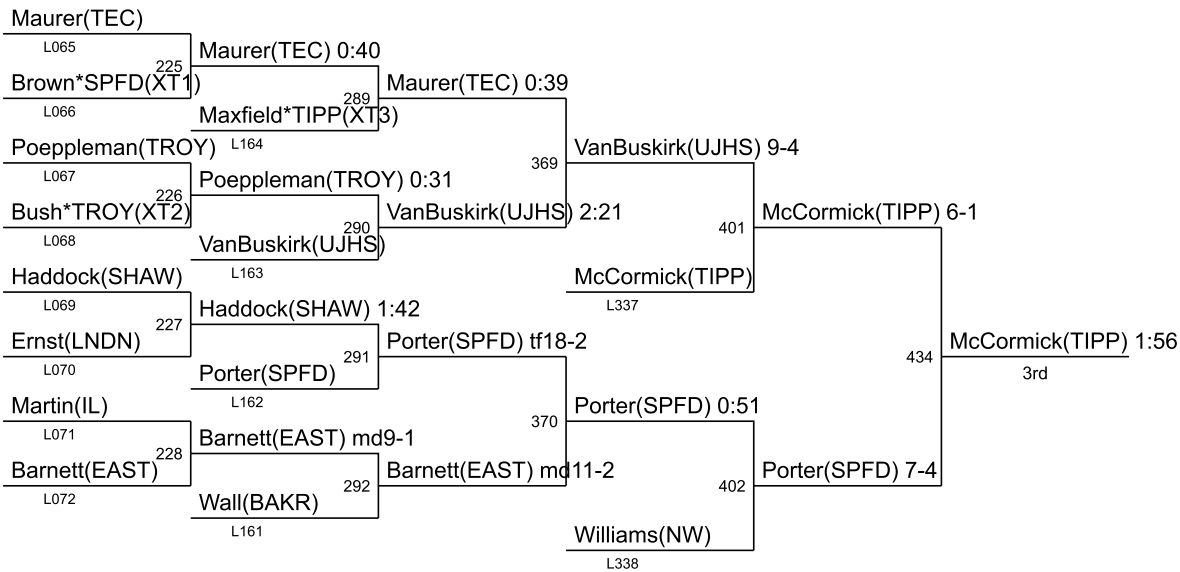 Maurer(TEC)
L065
225
Brown*SPFD(XT1)
L066
Poeppleman(TROY)
L067
226
Bush*TROY(XT2)
L068
Haddock(SHAW)
L069
227
Ernst(LNDN)
L070
Martin(IL)
L071
228
Barnett(EAST)
L072
Maurer(TEC) 0:40
289
Maxfield*TIPP(XT3)
L164
Poeppleman(TROY) 0:31
290
VanBuskirk(UJHS)
L163
Haddock(SHAW) 1:42
291
Porter(SPFD)
L162
Barnett(EAST) md9-1
292
Wall(BAKR)
L161
Maurer(TEC) 0:39
369
VanBuskirk(UJHS) 2:21
Porter(SPFD) tf18-2
370
Barnett(EAST) md11-2
VanBuskirk(UJHS) 9-4
401
McCormick(TIPP)
L337
Porter(SPFD) 0:51
402
Williams(NW)
L338
McCormick(TIPP) 6-1
434
Porter(SPFD) 7-4
McCormick(TIPP) 1:56
3rd